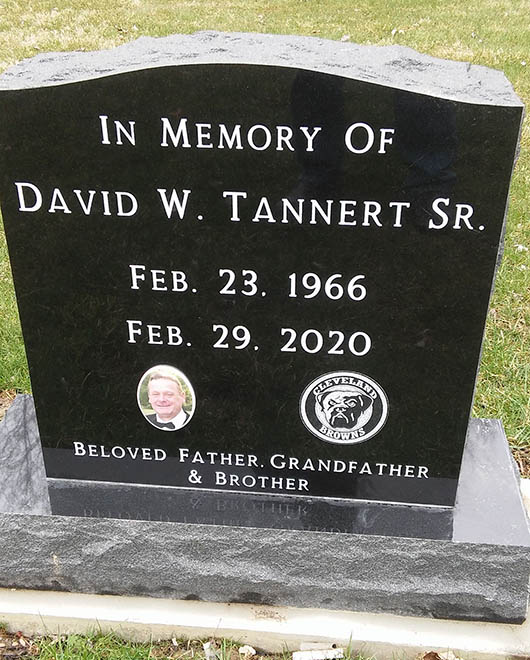 In Memory Of
David W. Tannert Sr.
Feb. 23. 1966
Feb. 29. 2020
CLEVELAND
BROWNS
Beloved Father, Grandfather
& Brother